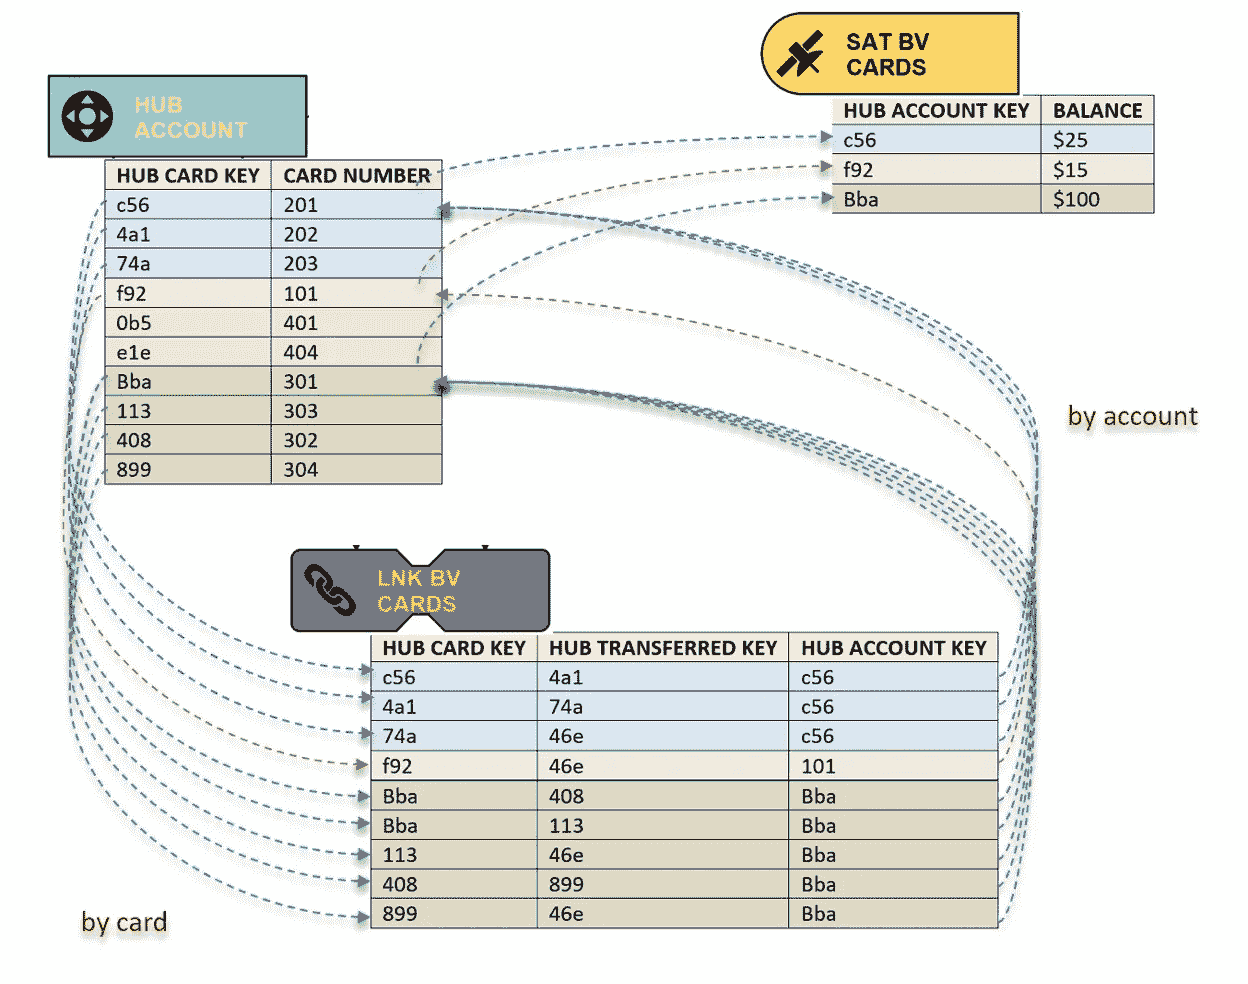 SAT BV
CARDS
HUB ACCOUNT KEY BALANCE
c56 $25
f92 $15
Bba $100
HUB
ACCOUNT
HUB CARD KEY CARD NUMBER
c56 201
4a1 202
74a 203
f92 101
0b5 401
e1e 404
Bba 301
113 303
408 302
899 304
by account
LNK BV
CARDS
HUB CARD KEY HUB TRANSFERRED KEY HUB ACCOUNT KEY
c56 4a1 c56
4a1 74a c56
74a 46e c56
f92 46e 101
Bba 408 Bba
Bba 113 Bba
113 46e Bba
408 899 Bba
899 46e Bba
by card